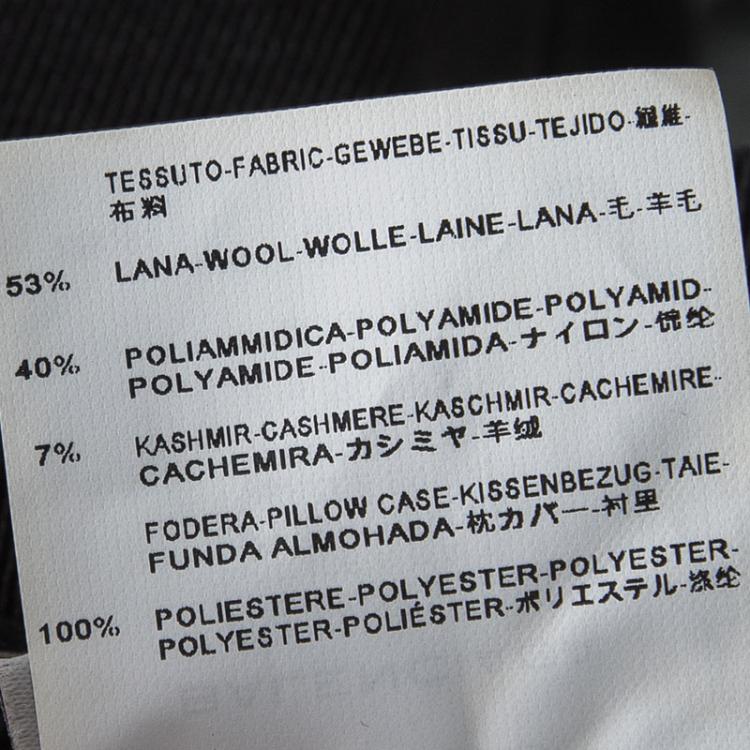 TESSUTO-FABRIC-GEWEBE-TISSU-TEJIDO-繊維-
布料
53% LANA-WOOL-WOLLE-LAINE-LANA-毛-羊毛
40% POLIAMMIDICA-POLYAMIDE-POLYAMID-
POLYAMIDE-POLIAMIDA-ナイロン-锦纶
7% KASHMIR-CASHMERE-KASCHMIR-CACHEMIRE-
CACHEMIRA-カシミヤ-羊绒
FODERA-PILLOW CASE-KISSENBEZUG-TAIE-
FUNDA ALMOHADA-枕カバー-衬里
100% POLIESTERE-POLYESTER-POLYESTER-
POLYESTER-POLIÉSTER-ポリエステル-涤纶